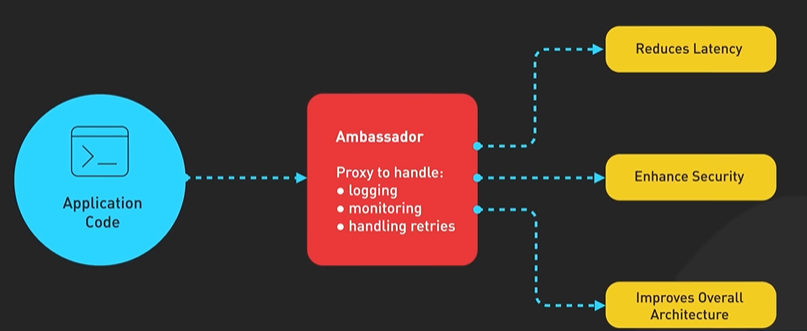 Application
Code
Ambassador
Proxy to handle:
● logging
● monitoring
● handling retries
Reduces Latency
Enhance Security
Improves Overall
Architecture